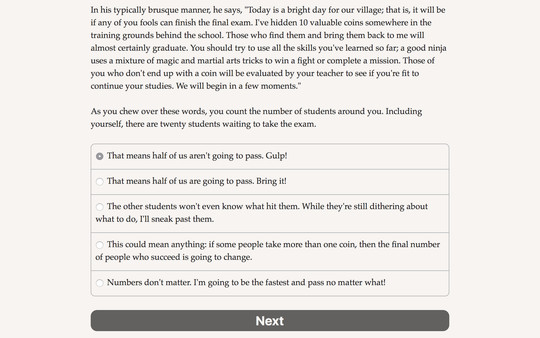 In his typically brusque manner, he says, "Today is a bright day for our village; that is, it will be
if any of you fools can finish the final exam. I've hidden 10 valuable coins somewhere in the
training grounds behind the school. Those who find them and bring them back to me will
almost certainly graduate. You should try to use all the skills you've learned so far; a good ninja
uses a mixture of magic and martial arts tricks to win a fight or complete a mission. Those of
you who don't end up with a coin will be evaluated by your teacher to see if you're fit to
continue your studies. We will begin in a few moments."
As you chew over these words, you count the number of students around you. Including
yourself, there are twenty students waiting to take the exam.
That means half of us aren't going to pass. Gulp!
That means half of us are going to pass. Bring it!
The other students won't even know what hit them. While they're still dithering about
what to do, I'll sneak past them.
This could mean anything: if some people take more than one coin, then the final number
of people who succeed is going to change.
Numbers don't matter. I'm going to be the fastest and pass no matter what!
Next